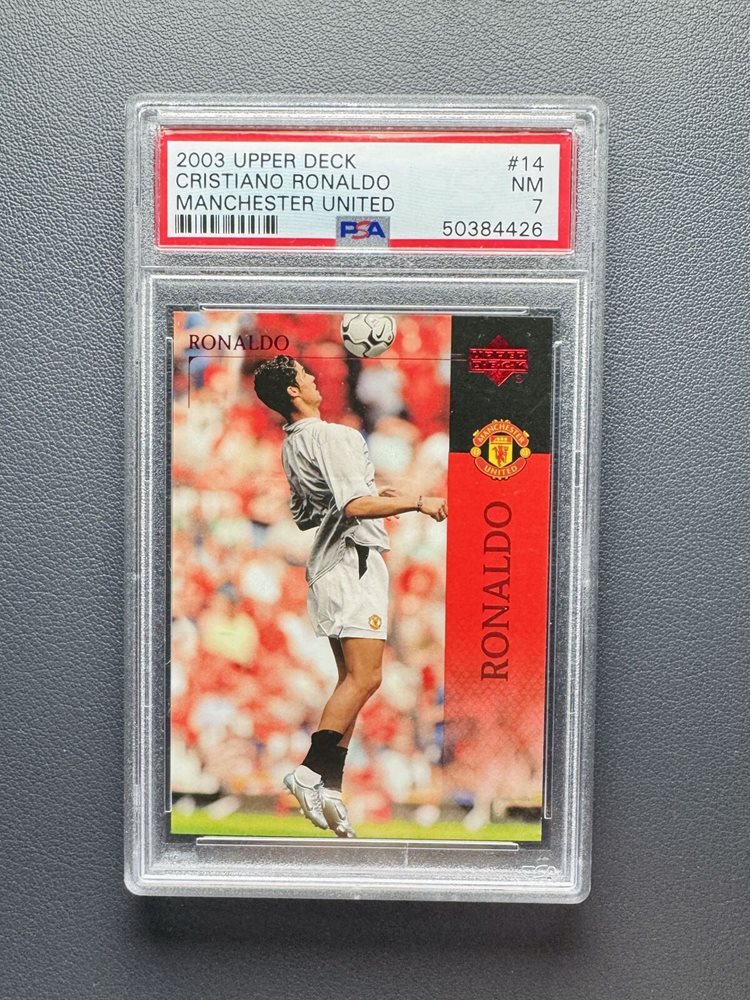 2003 UPPER DECK #14
CRISTIANO RONALDO NM
MANCHESTER UNITED 7
PSA 50384426
RONALDO
UPPER
DECK
MANCHESTER
UNITED
RONALDO